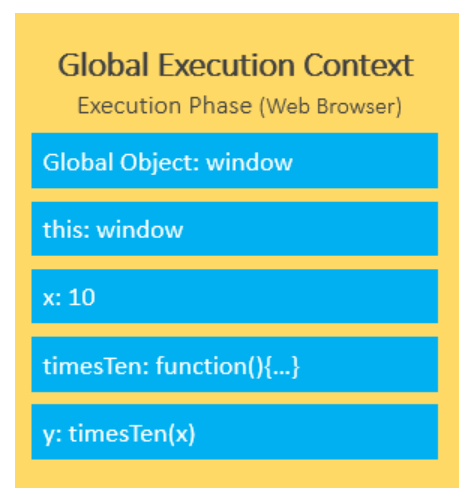 Global Execution Context
Execution Phase (Web Browser)
Global Object: window
this: window
x: 10
timesTen: function(){...}
y: timesTen(x)